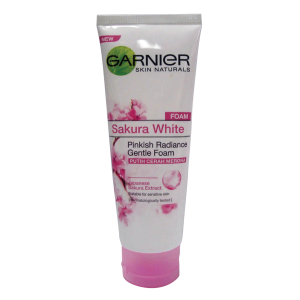 NEW
GARNIER
SKIN NATURALS
FOAM
Sakura White
Pinkish Radiance
Gentle Foam
PUTIH CERAH MERONA
Sakura Extract
Suitable for sensitive skin